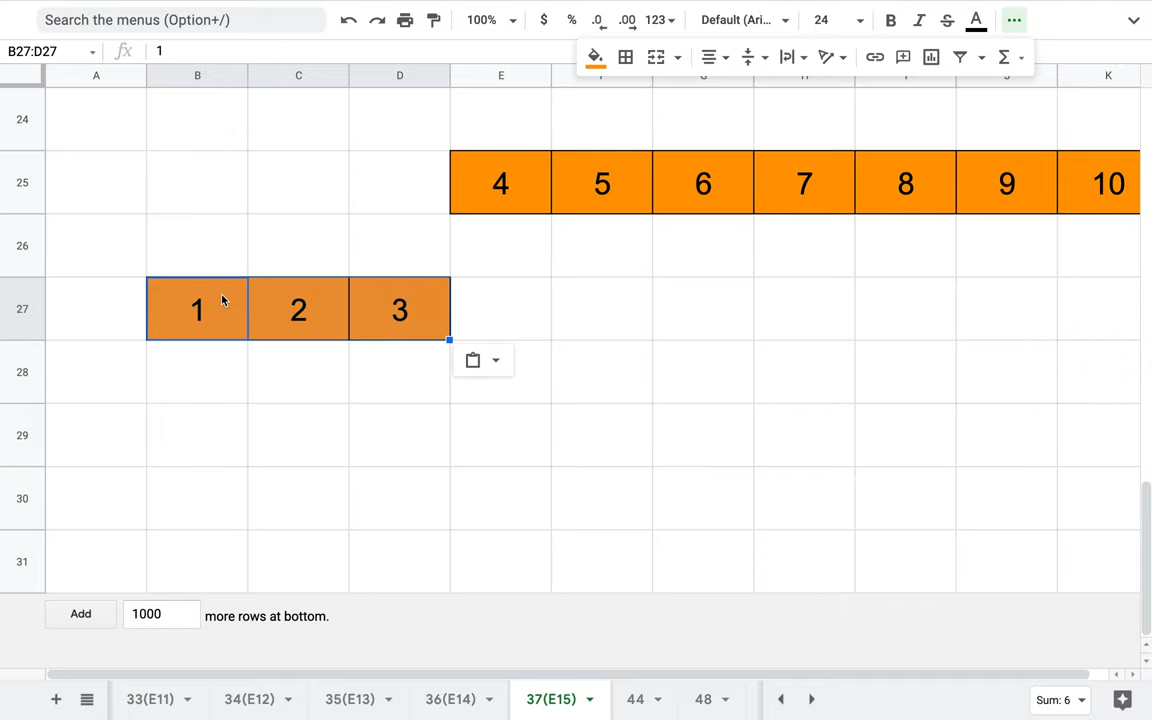 Search the menus (Option+/) 100% $ % .0 .00 123 Default (Ari... 24 B I S A
B27:D27 fx 1
A B C D E J K
24
25 4 5 6 7 8 9 10
26
27 1 2 3
28
29
30
31
Add 1000 more rows at bottom.
33(E11) 34(E12) 35(E13) 36(E14) 37(E15) 44 48 Sum: 6